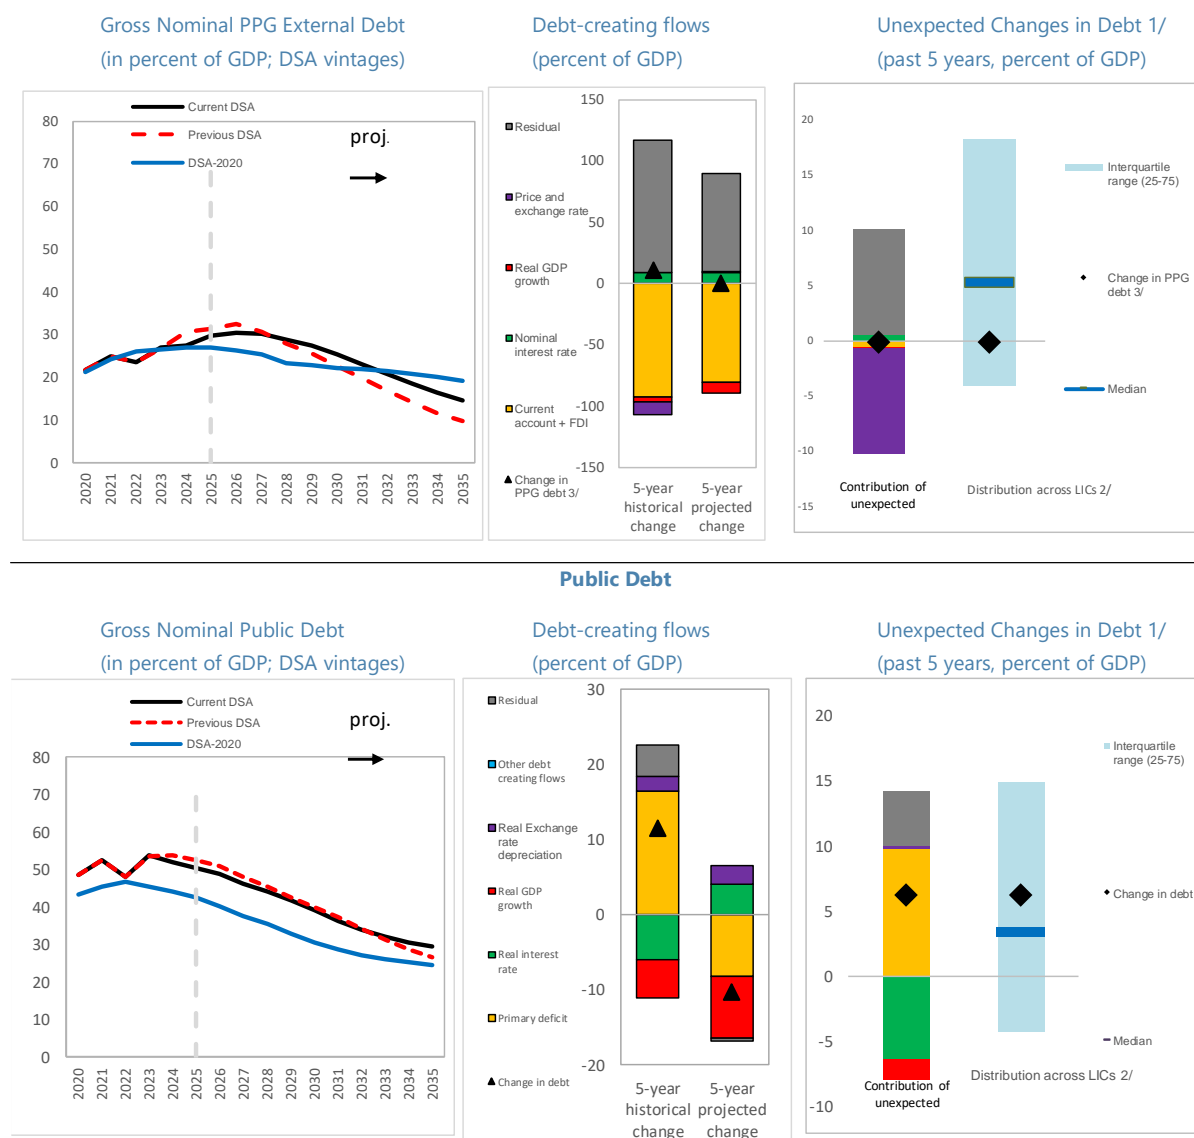 Gross Nominal PPG External Debt
(in percent of GDP; DSA vintages)
Current DSA
Previous DSA
DSA-2020
proj.
80
70
60
50
40
30
20
10
0
2020
2021
2022
2023
2024
2025
2026
2027
2028
2029
2030
2031
2032
2033
2034
2035
Debt-creating flows
(percent of GDP)
150
100
50
0
-50
-100
-150
Residual
Price and
exchange rate
Real GDP
growth
Nominal
interest rate
Current
account + FDI
Change in
PPG debt 3/
5-year
historical
change
5-year
projected
change
Unexpected Changes in Debt 1/
(past 5 years, percent of GDP)
20
15
10
5
0
-5
-10
-15
Interquartile
range (25-75)
Change in PPG
debt 3/
Median
Contribution of
unexpected
Distribution across LICs 2/
Public Debt
Gross Nominal Public Debt
(in percent of GDP; DSA vintages)
Current DSA
Previous DSA
DSA-2020
proj.
80
70
60
50
40
30
20
10
0
2020
2021
2022
2023
2024
2025
2026
2027
2028
2029
2030
2031
2032
2033
2034
2035
Debt-creating flows
(percent of GDP)
30
20
10
0
-10
-20
Residual
Other debt
creating flows
Real Exchange
rate
depreciation
Real GDP
growth
Real interest
rate
Primary deficit
Change in debt
5-year
historical
change
5-year
projected
change
Unexpected Changes in Debt 1/
(past 5 years, percent of GDP)
20
15
10
5
0
-5
-10
Interquartile
range (25-75)
Change in debt
Median
Contribution of
unexpected
Distribution across LICs 2/